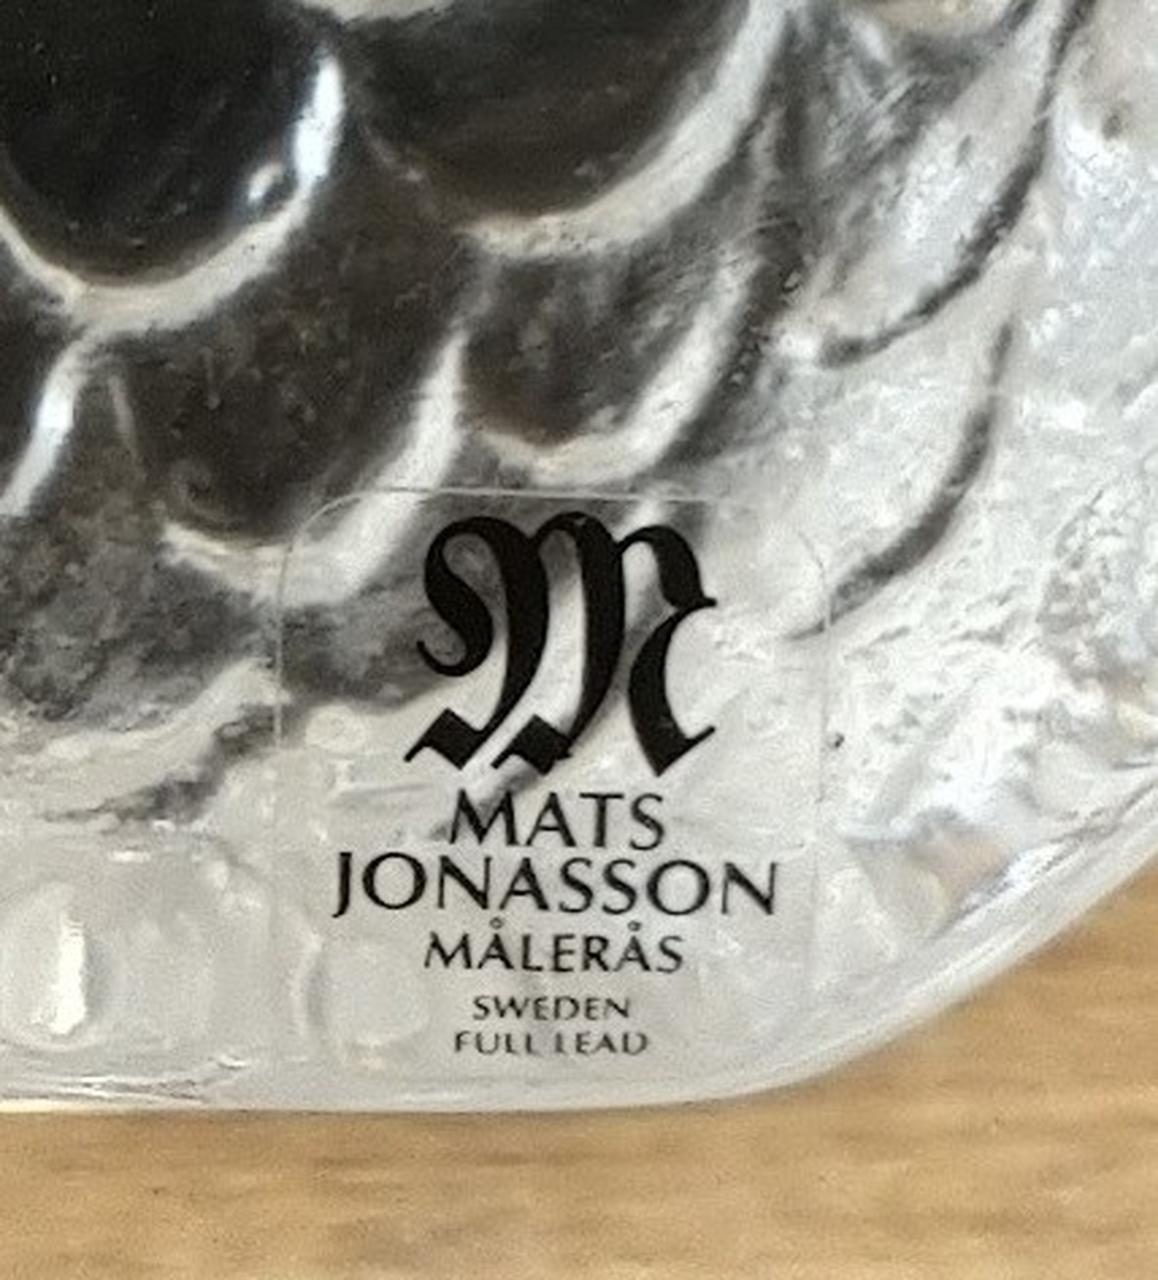 M
MATS
JONASSON
MÅLERÅS
SWEDEN
FULL LEAD